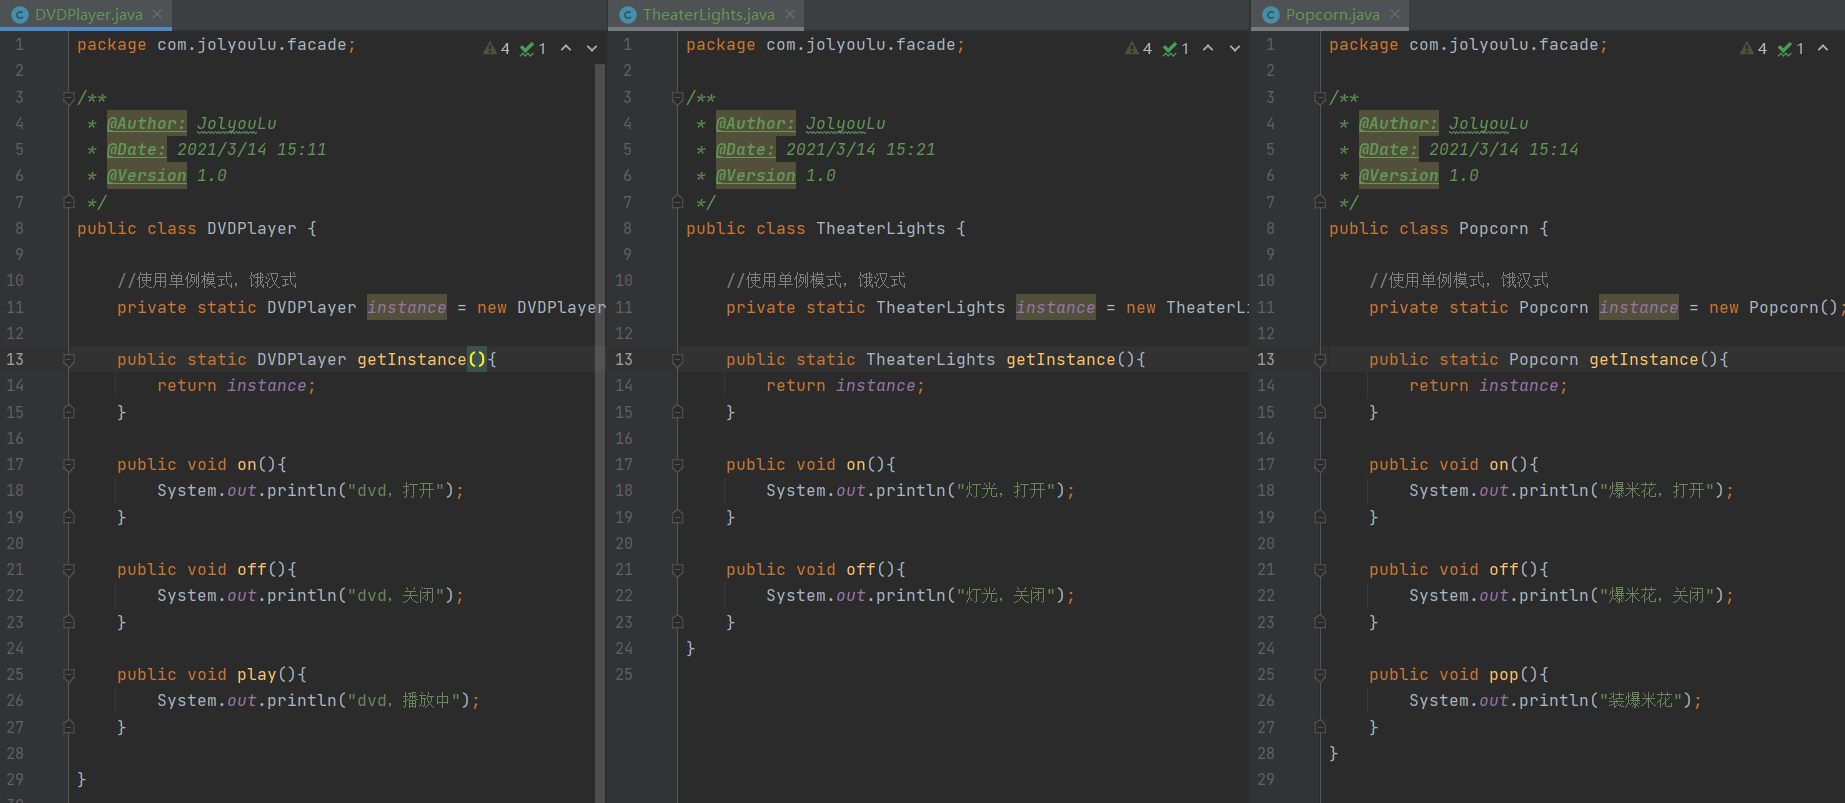 DVDPlayer.java
1 package com.jolyoulu.facade; 4 1
2
3 /**
4 * @Author: JolyouLu
5 * @Date: 2021/3/14 15:11
6 * @Version 1.0
7 */
8 public class DVDPlayer {
9
10 //使用单例模式，饿汉式
11 private static DVDPlayer instance = new DVDPlayer
12
13 public static DVDPlayer getInstance(){
14 return instance;
15 }
16
17 public void on(){
18 System.out.println("dvd，打开");
19 }
20
21 public void off(){
22 System.out.println("dvd，关闭");
23 }
24
25 public void play(){
26 System.out.println("dvd，播放中");
27 }
28
29 }
TheaterLights.java
1 package com.jolyoulu.facade; 4 1
2
3 /**
4 * @Author: JolyouLu
5 * @Date: 2021/3/14 15:21
6 * @Version 1.0
7 */
8 public class TheaterLights {
9
10 //使用单例模式，饿汉式
11 private static TheaterLights instance = new TheaterLi
12
13 public static TheaterLights getInstance(){
14 return instance;
15 }
16
17 public void on(){
18 System.out.println("灯光，打开");
19 }
20
21 public void off(){
22 System.out.println("灯光，关闭");
23 }
24 }
25
Popcorn.java
1 package com.jolyoulu.facade; 4 1
2
3 /**
4 * @Author: JolyouLu
5 * @Date: 2021/3/14 15:14
6 * @Version 1.0
7 */
8 public class Popcorn {
9
10 //使用单例模式，饿汉式
11 private static Popcorn instance = new Popcorn();
12
13 public static Popcorn getInstance(){
14 return instance;
15 }
16
17 public void on(){
18 System.out.println("爆米花，打开");
19 }
20
21 public void off(){
22 System.out.println("爆米花，关闭");
23 }
24
25 public void pop(){
26 System.out.println("装爆米花");
27 }
28 }
29